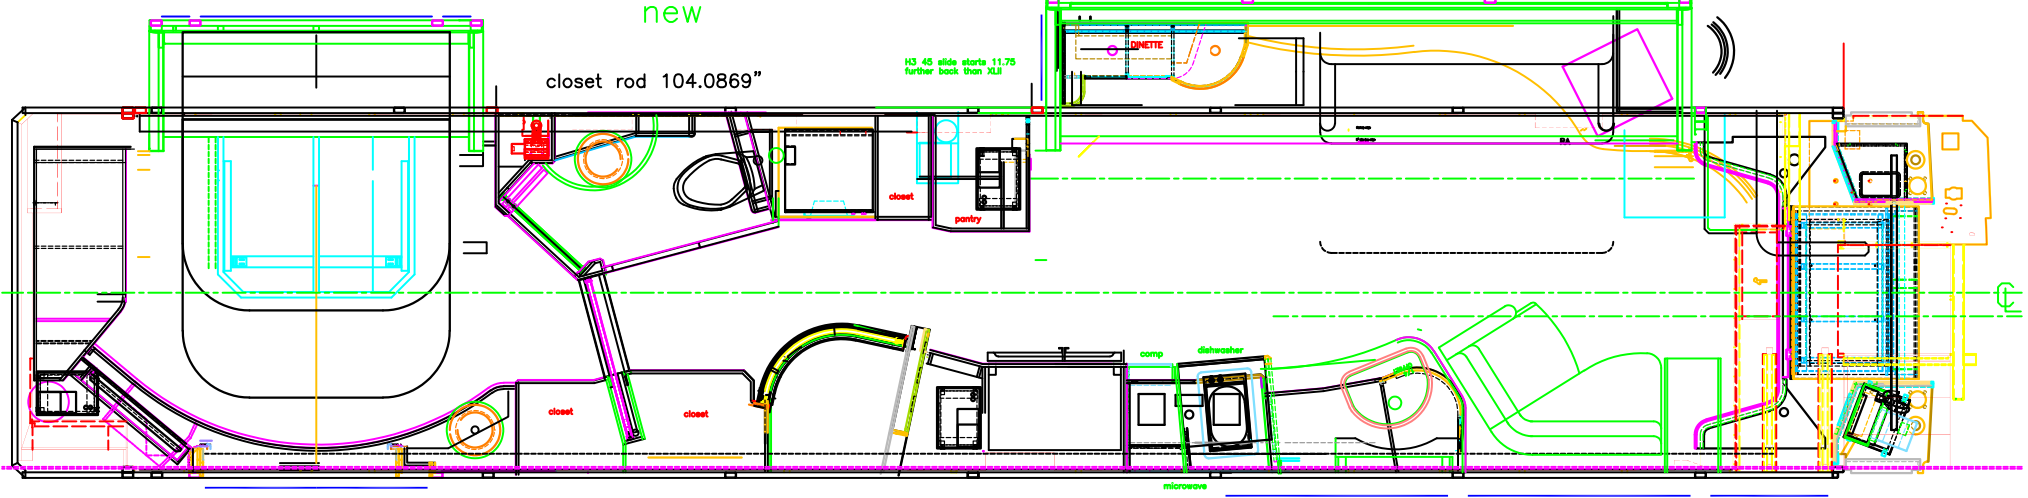 new
closet rod 104.0869"
H3 45 slide starts 11.75
further back than XLII
DINETTE
closet
pantry
comp
dishwasher
closet
closet
microwave
CL